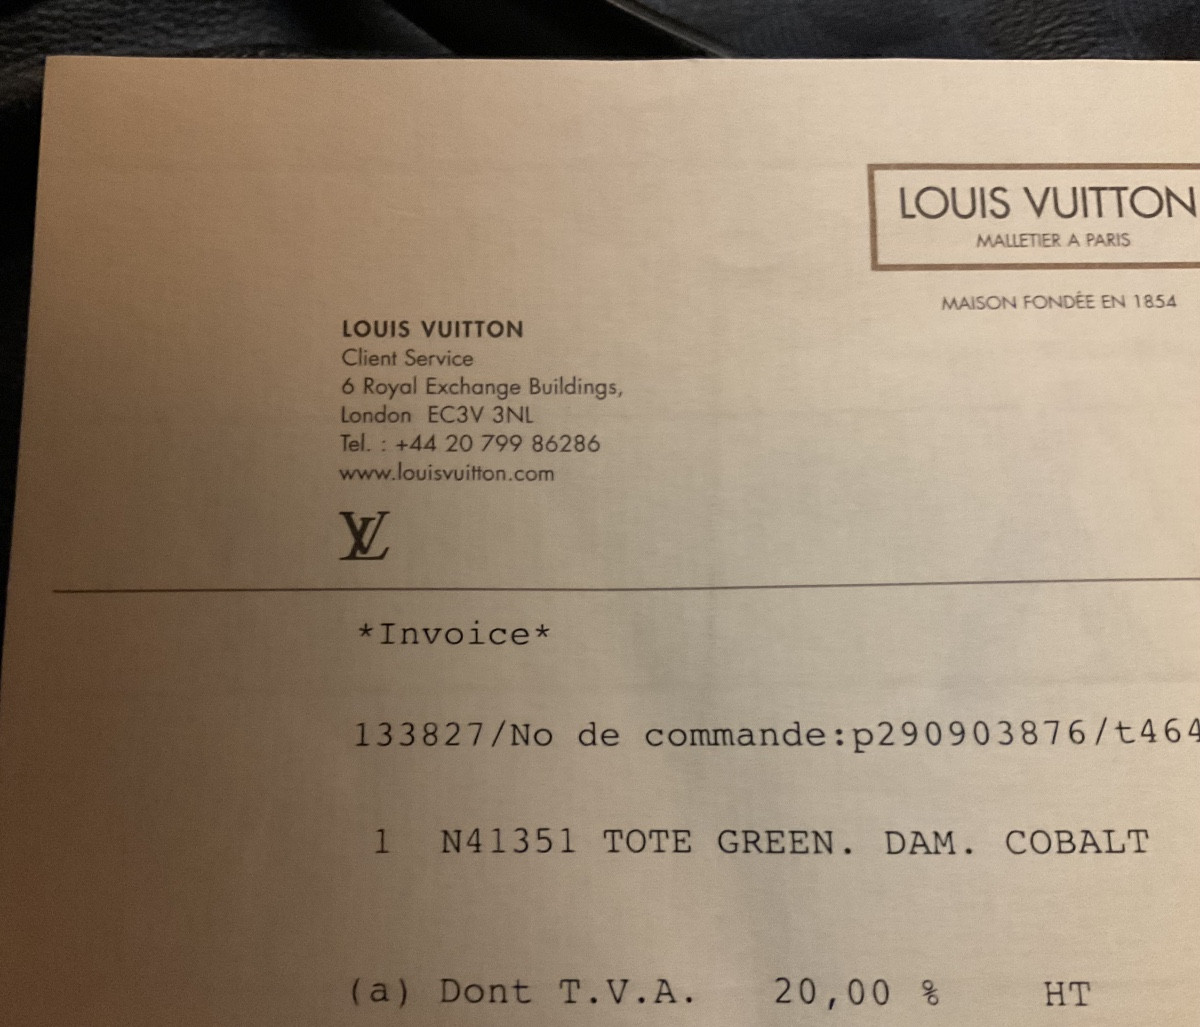 LOUIS VUITTON
MALLETIER A PARIS
MAISON FONDÉE EN 1854
LOUIS VUITTON
Client Service
6 Royal Exchange Buildings,
London EC3V 3NL
Tel. : +44 20 799 86286
www.louisvuitton.com
LV
*Invoice*
133827/No de commande:p290903876/t464
1 N41351 TOTE GREEN. DAM. COBALT
(a) Dont T.V.A. 20,00 % HT